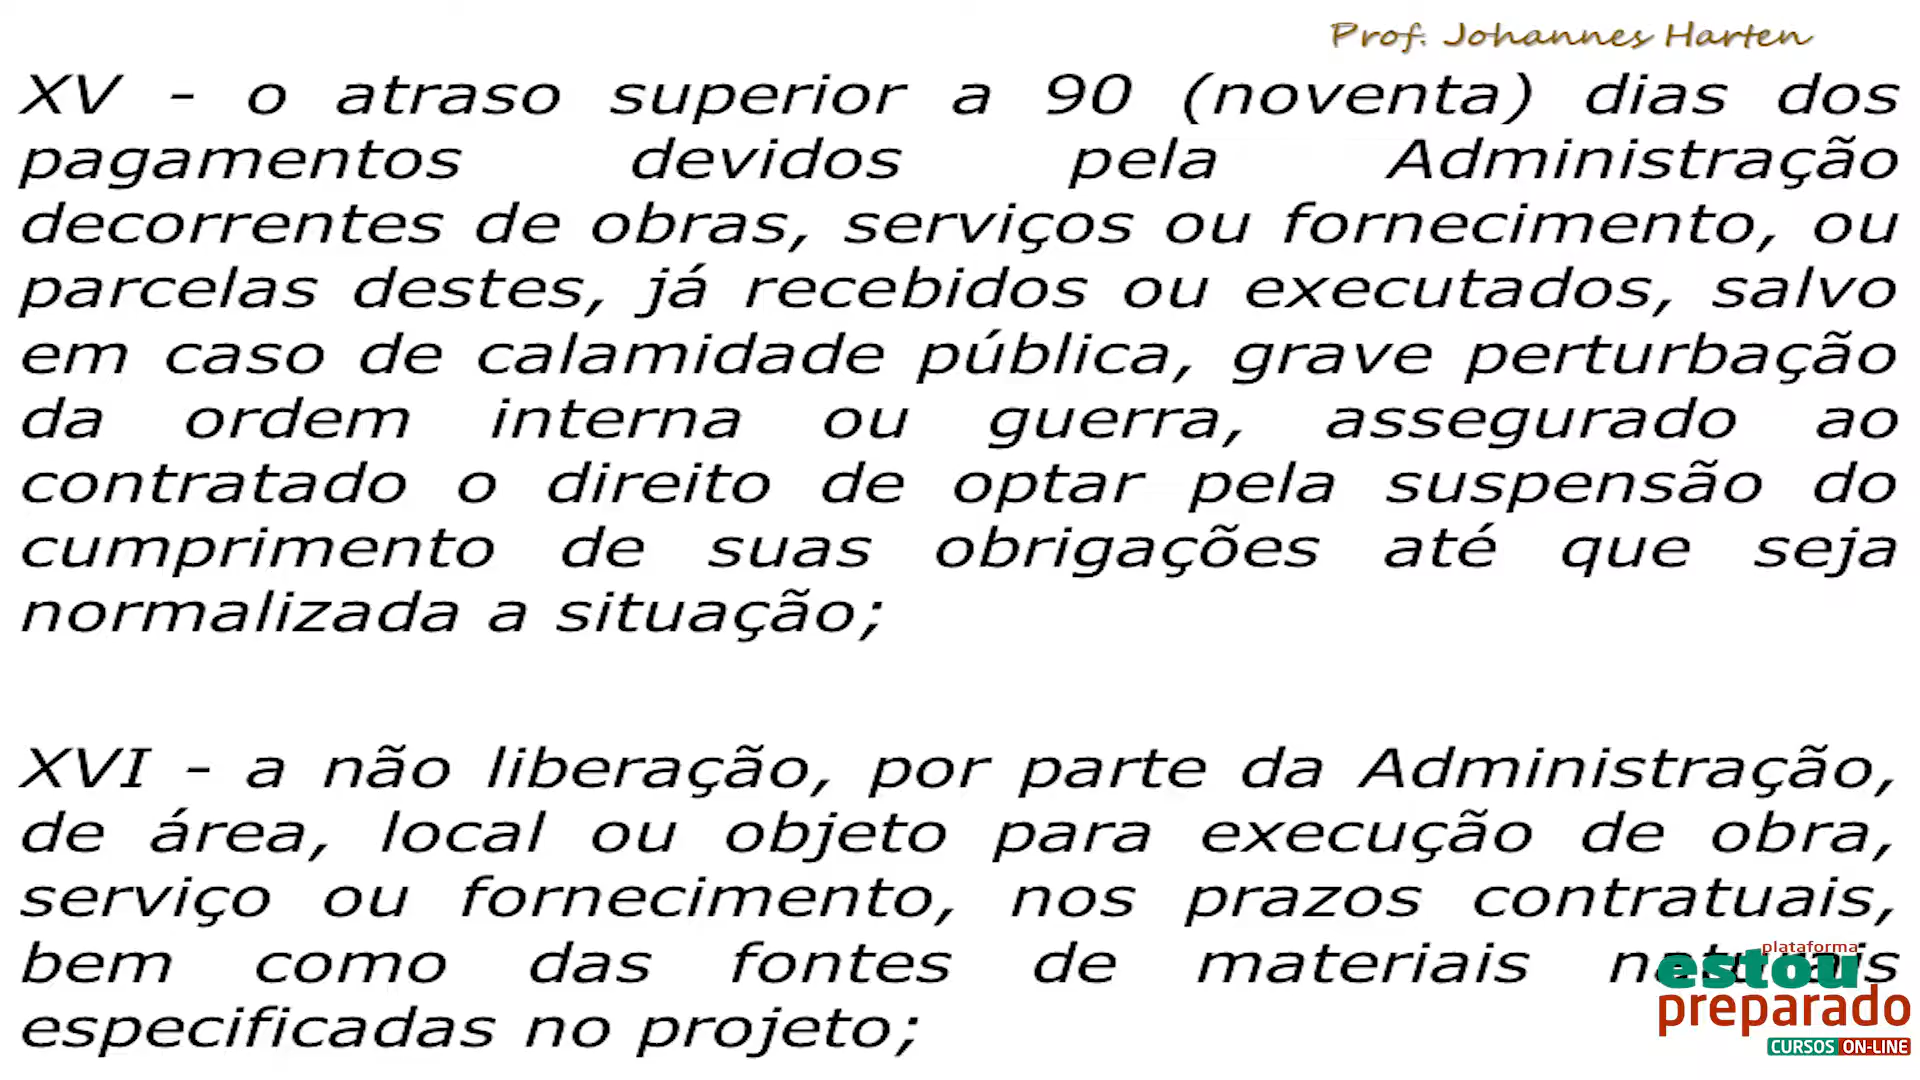 Prof. Johannes Harten
XV - o atraso superior a 90 (noventa) dias dos
pagamentos devidos pela Administração
decorrentes de obras, serviços ou fornecimento, ou
parcelas destes, já recebidos ou executados, salvo
em caso de calamidade pública, grave perturbação
da ordem interna ou guerra, assegurado ao
contratado o direito de optar pela suspensão do
cumprimento de suas obrigações até que seja
normalizada a situação;
XVI - a não liberação, por parte da Administração,
de área, local ou objeto para execução de obra,
serviço ou fornecimento, nos prazos contratuais,
bem como das fontes de materiais naturais
especificadas no projeto;
plataforma
estou
preparado
CURSOS ON-LINE